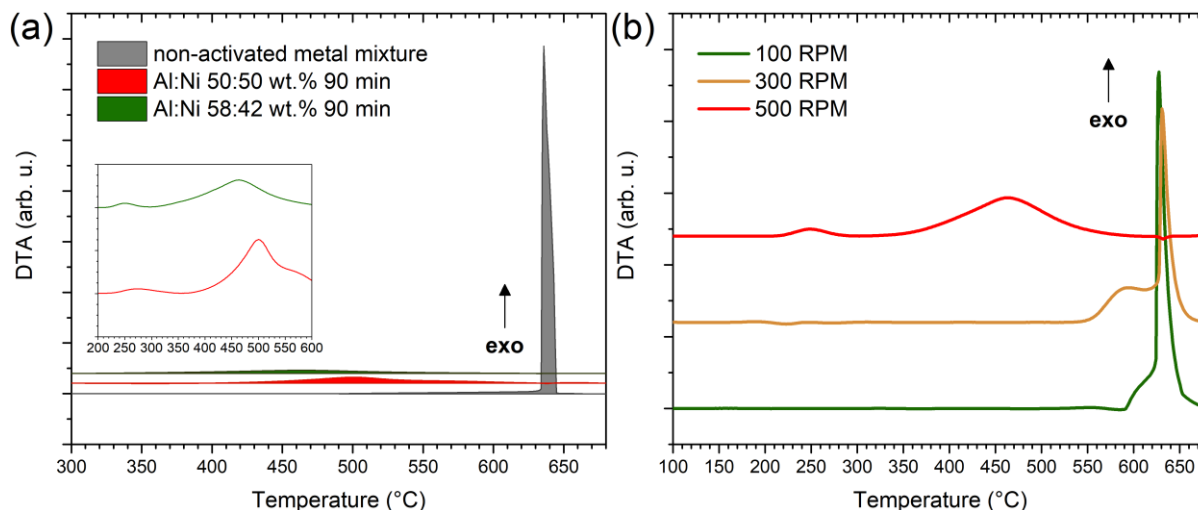 (a)
non-activated metal mixture
Al:Ni 50:50 wt.% 90 min
Al:Ni 58:42 wt.% 90 min
exo
DTA (arb. u.)
200 250 300 350 400 450 500 550 600
300 350 400 450 500 550 600 650
Temperature (°C)
(b)
100 RPM
300 RPM
500 RPM
exo
DTA (arb. u.)
100 150 200 250 300 350 400 450 500 550 600 650
Temperature (°C)